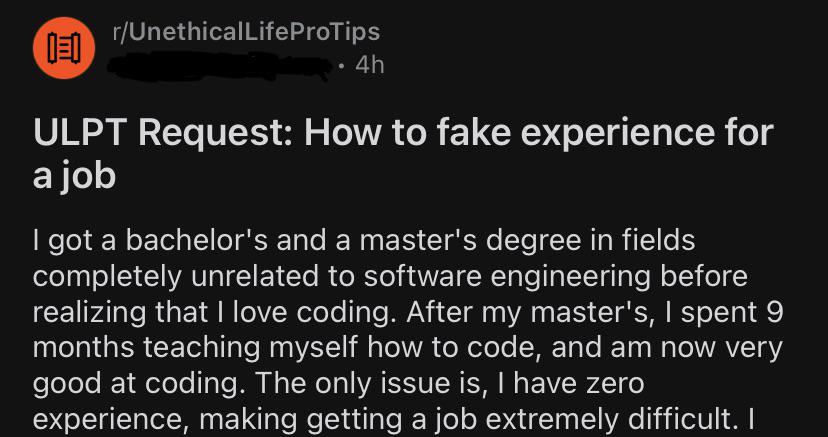 r/UnethicalLifeProTips
• 4h
ULPT Request: How to fake experience for
a job
I got a bachelor's and a master's degree in fields
completely unrelated to software engineering before
realizing that I love coding. After my master's, I spent 9
months teaching myself how to code, and am now very
good at coding. The only issue is, I have zero
experience, making getting a job extremely difficult. I